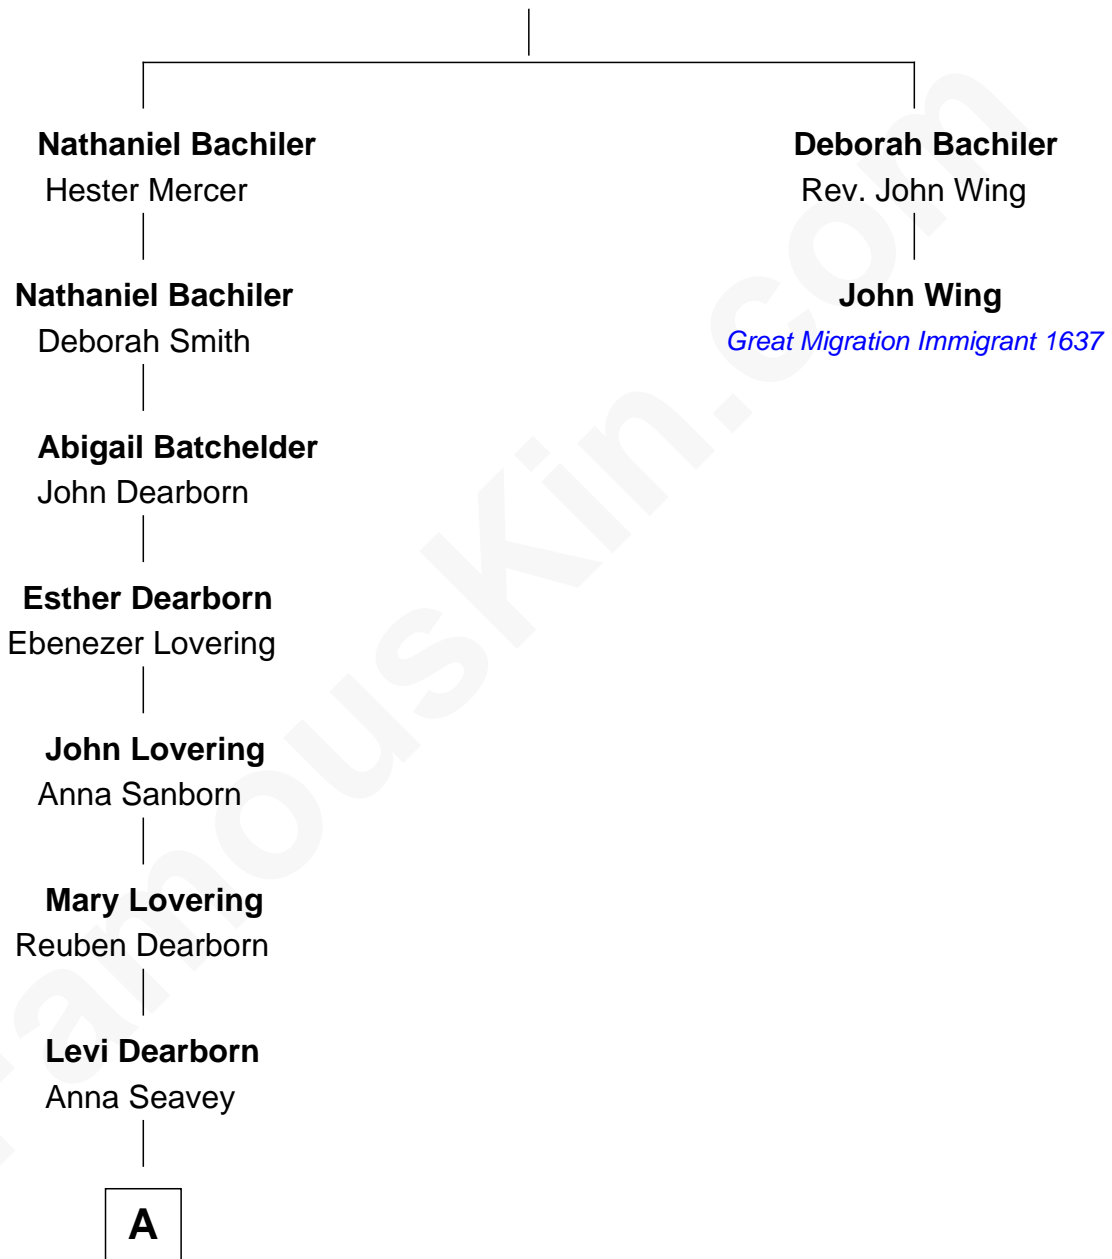 Nathaniel Bachiler
Hester Mercer
Nathaniel Bachiler
Deborah Smith
Abigail Batchelder
John Dearborn
Esther Dearborn
Ebenezer Lovering
John Lovering
Anna Sanborn
Mary Lovering
Reuben Dearborn
Levi Dearborn
Anna Seavey
A
Deborah Bachiler
Rev. John Wing
John Wing
Great Migration Immigrant 1637
FamousKin.com